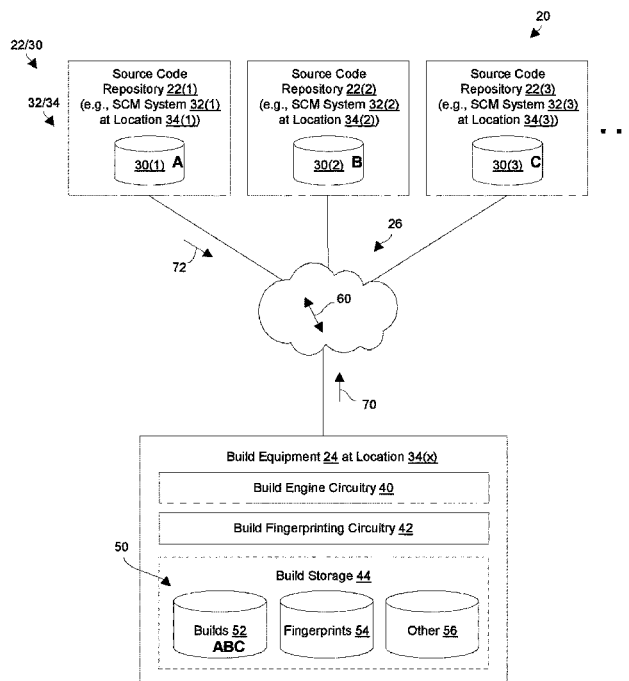 20
22/30
32/34
Source Code
Repository 22(1)
(e.g., SCM System 32(1)
at Location 34(1))
30(1) A
Source Code
Repository 22(2)
(e.g., SCM System 32(2)
at Location 34(2))
30(2) B
Source Code
Repository 22(3)
(e.g., SCM System 32(3)
at Location 34(3))
30(3) C
26
72
60
70
Build Equipment 24 at Location 34(x)
Build Engine Circuitry 40
Build Fingerprinting Circuitry 42
50
Build Storage 44
Builds 52
ABC
Fingerprints 54
Other 56